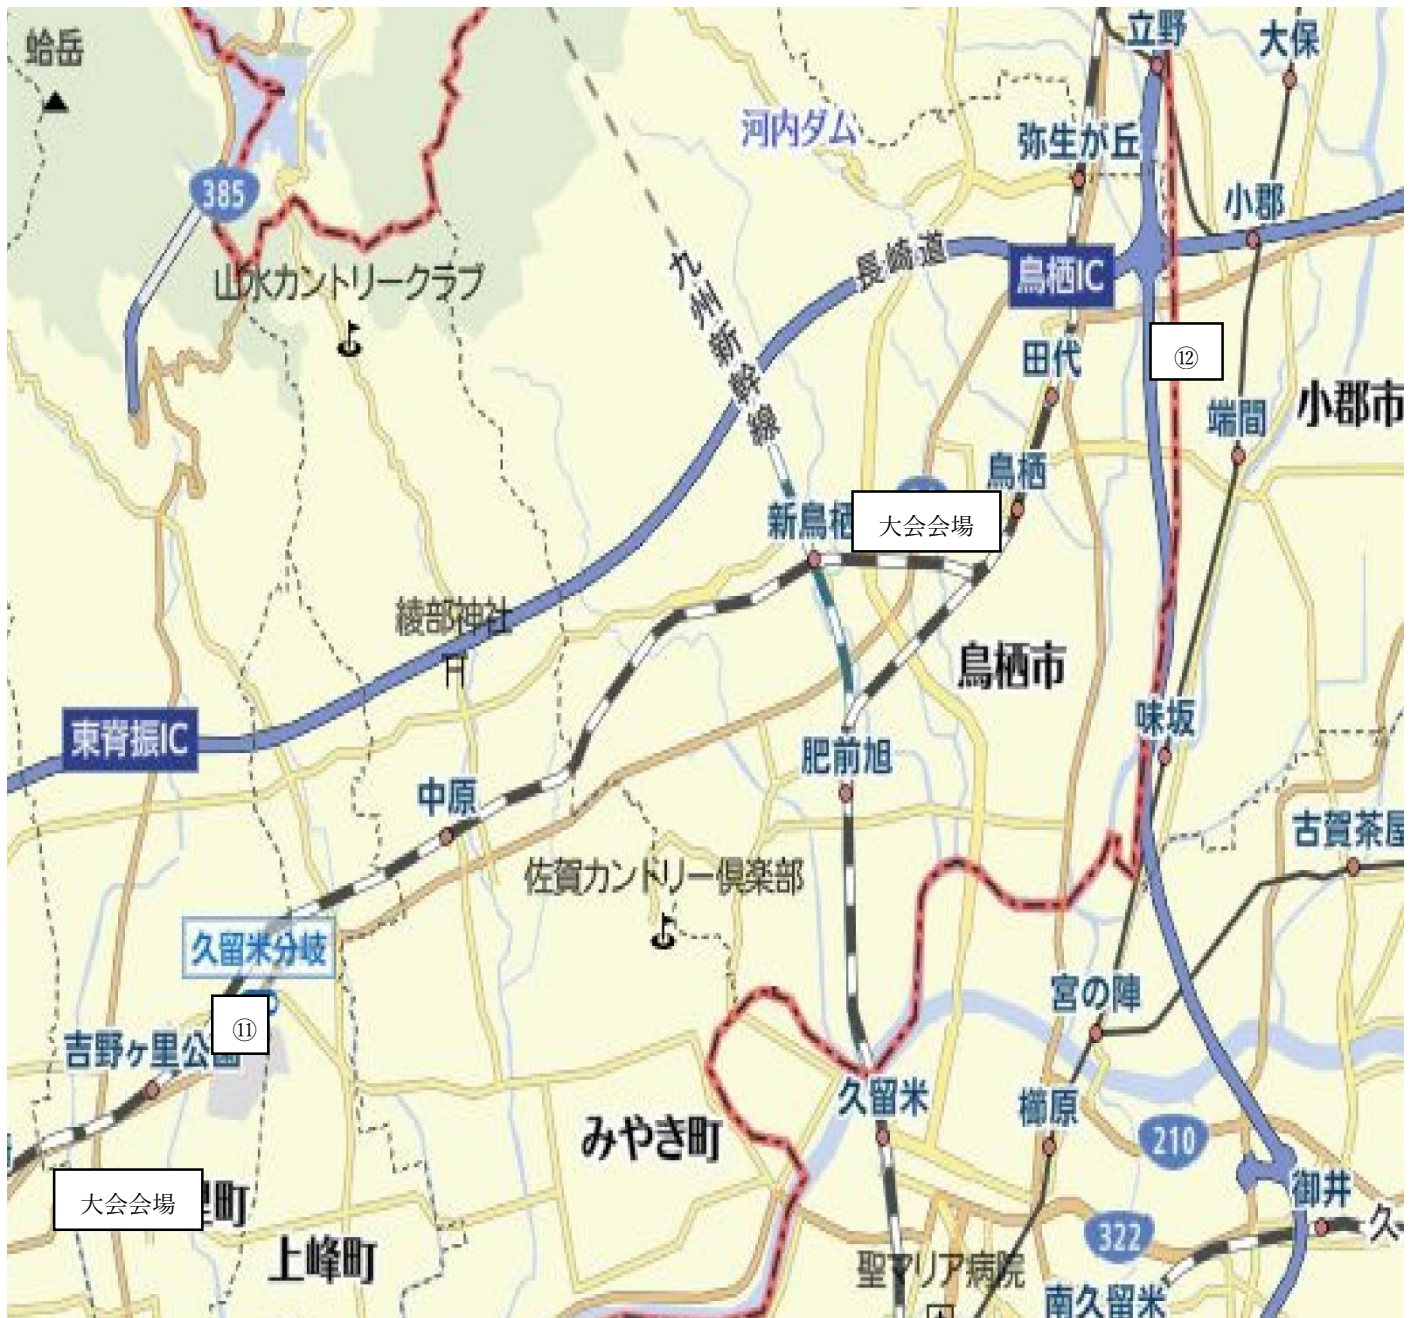 蛤岳
立野
大保
河内ダム
弥生が丘
385
小郡
九州新幹線
長崎道
鳥栖IC
山水カントリークラブ
⑫
田代
小郡市
端間
鳥栖
新鳥栖
大会会場
綾部神社
鳥栖市
東脊振IC
味坂
肥前旭
中原
古賀茶屋
佐賀カントリー倶楽部
久留米分岐
宮の陣
⑪
吉野ヶ里公園
久留米
櫛原
みやき町
210
大会会場
里町
御井
322
久
上峰町
聖マリア病院
南久留米